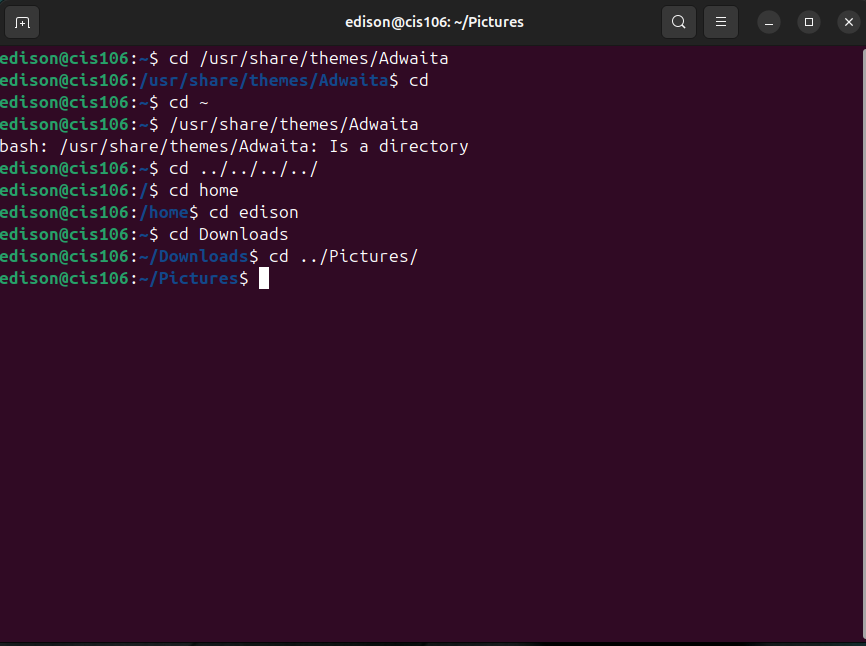 edison@cis106: ~/Pictures
edison@cis106:~$ cd /usr/share/themes/Adwaita
edison@cis106:/usr/share/themes/Adwaita$ cd
edison@cis106:~$ cd ~
edison@cis106:~$ /usr/share/themes/Adwaita
bash: /usr/share/themes/Adwaita: Is a directory
edison@cis106:~$ cd ../../../../
edison@cis106:/$ cd home
edison@cis106:/home$ cd edison
edison@cis106:~$ cd Downloads
edison@cis106:~/Downloads$ cd ../Pictures/
edison@cis106:~/Pictures$